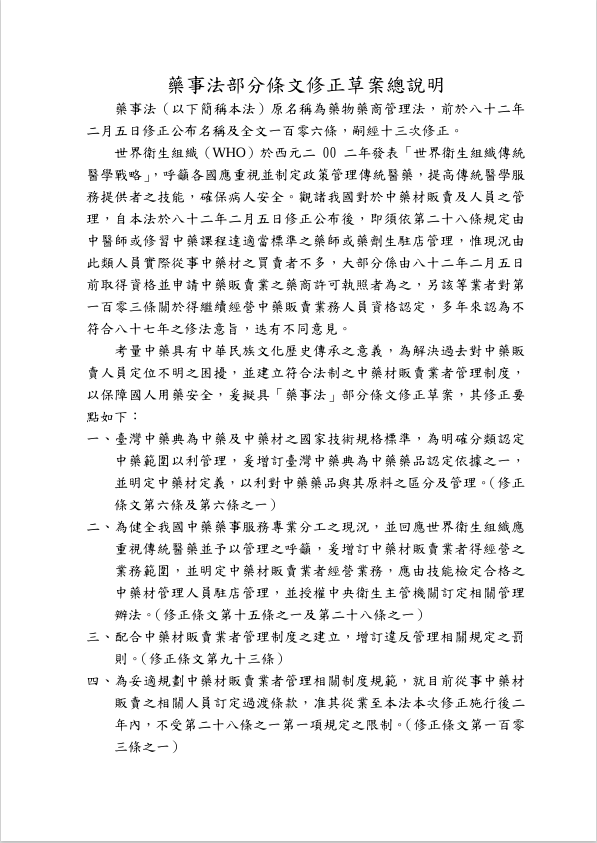 藥事法部分條文修正草案總說明
藥事法（以下簡稱本法）原名稱為藥物藥商管理法，前於八十二年
二月五日修正公布名稱及全文一百零六條，嗣經十三次修正。
世界衛生組織（WHO）於西元二 00 二年發表「世界衛生組織傳統
醫學戰略」，呼籲各國應重視並制定政策管理傳統醫藥，提高傳統醫學服
務提供者之技能，確保病人安全。觀諸我國對於中藥材販賣及人員之管
理，自本法於八十二年二月五日修正公布後，即須依第二十八條規定由
中醫師或修習中藥課程達適當標準之藥師或藥劑生駐店管理，惟現況由
此類人員實際從事中藥材之買賣者不多，大部分係由八十二年二月五日
前取得資格並申請中藥販賣業之藥商許可執照者為之，另該等業者對第
一百零三條關於得繼續經營中藥販賣業務人員資格認定，多年來認為不
符合八十七年之修法意旨，迭有不同意見。
考量中藥具有中華民族文化歷史傳承之意義，為解決過去對中藥販
賣人員定位不明之困擾，並建立符合法制之中藥材販賣業者管理制度，
以保障國人用藥安全，爰擬具「藥事法」部分條文修正草案，其修正要
點如下：
一、臺灣中藥典為中藥及中藥材之國家技術規格標準，為明確分類認定
中藥範圍以利管理，爰增訂臺灣中藥典為中藥藥品認定依據之一，
並明定中藥材定義，以利對中藥藥品與其原料之區分及管理。（修正
條文第六條及第六條之一）
二、為健全我國中藥藥事服務專業分工之現況，並回應世界衛生組織應
重視傳統醫藥並予以管理之呼籲，爰增訂中藥材販賣業者得經營之
業務範圍，並明定中藥材販賣業者經營業務，應由技能檢定合格之
中藥材管理人員駐店管理，並授權中央衛生主管機關訂定相關管理
辦法。（修正條文第十五條之一及第二十八條之一）
三、配合中藥材販賣業者管理制度之建立，增訂違反管理相關規定之罰
則。（修正條文第九十三條）
四、為妥適規劃中藥材販賣業者管理相關制度規範，就目前從事中藥材
販賣之相關人員訂定過渡條款，准其從業至本法本次修正施行後二
年內，不受第二十八條之一第一項規定之限制。（修正條文第一百零
三條之一）